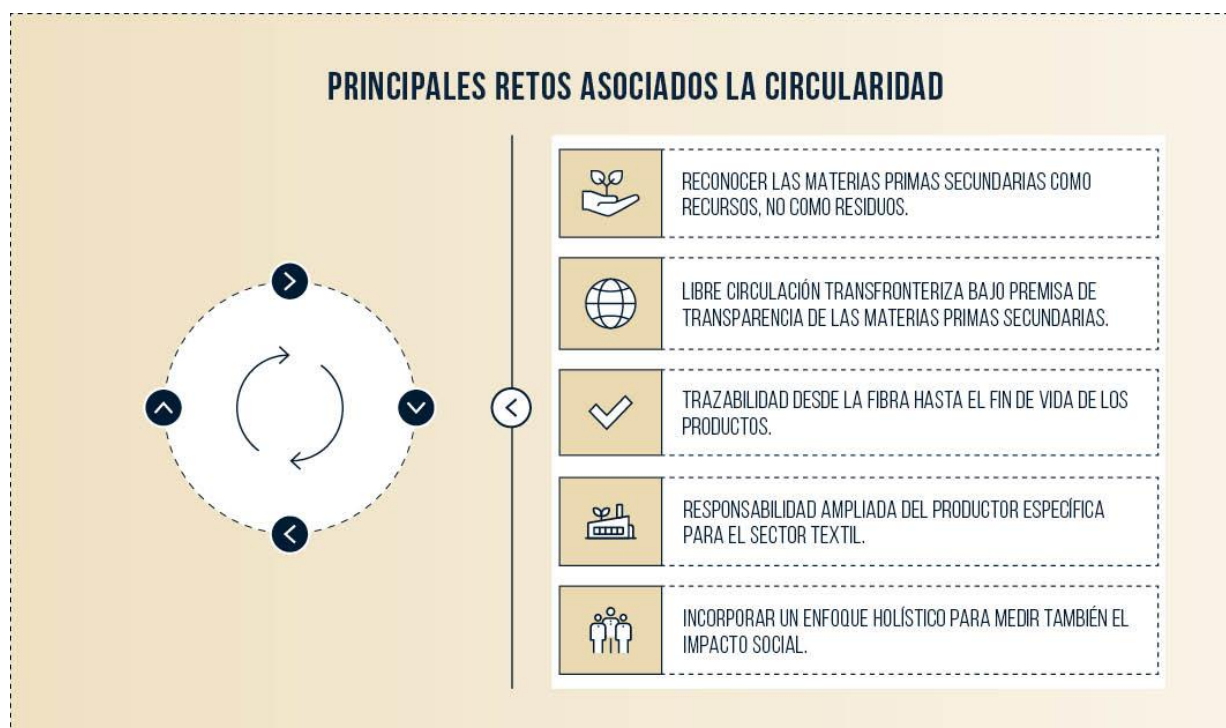 PRINCIPALES RETOS ASOCIADOS LA CIRCULARIDAD
RECONOCER LAS MATERIAS PRIMAS SECUNDARIAS COMO
RECURSOS, NO COMO RESIDUOS.
LIBRE CIRCULACIÓN TRANSFRONTERIZA BAJO PREMISA DE
TRANSPARENCIA DE LAS MATERIAS PRIMAS SECUNDARIAS.
TRAZABILIDAD DESDE LA FIBRA HASTA EL FIN DE VIDA DE LOS
PRODUCTOS.
RESPONSABILIDAD AMPLIADA DEL PRODUCTOR ESPECÍFICA
PARA EL SECTOR TEXTIL.
INCORPORAR UN ENFOQUE HOLÍSTICO PARA MEDIR TAMBIÉN EL
IMPACTO SOCIAL.